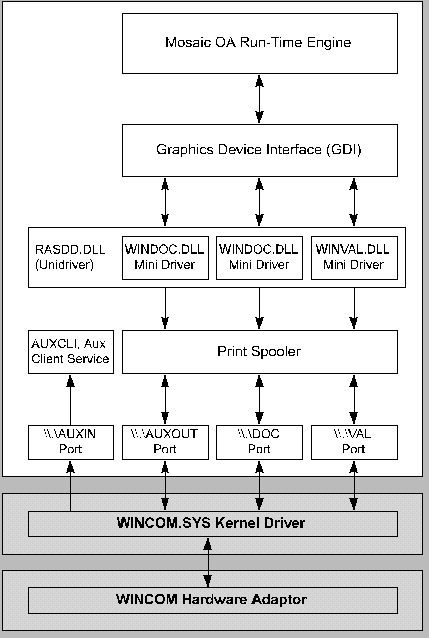 Mosaic OA Run-Time Engine
Graphics Device Interface (GDI)
RASDD.DLL
(Unidriver)
WINDOC.DLL
Mini Driver
WINDOC.DLL
Mini Driver
WINVAL.DLL
Mini Driver
AUXCLI, Aux
Client Service
Print Spooler
\\.\AUXIN
Port
\\.\AUXOUT
Port
\\.\DOC
Port
\\.\VAL
Port
WINCOM.SYS Kernel Driver
WINCOM Hardware Adaptor